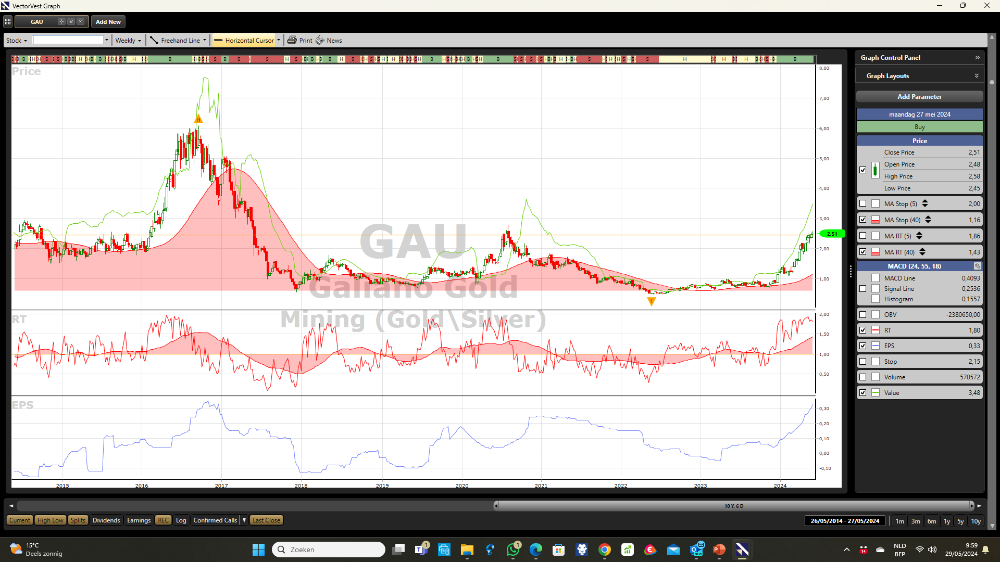 VectorVest Graph
GAU
Add New
Stock
Weekly
Freehand Line
Horizontal Cursor
Print
News
Price
8,00
7,00
6,00
5,00
4,00
3,00
2,51
2,00
1,00
H
L
GAU
Galiano Gold
Mining (Gold\Silver)
RT
2,00
1,50
1,00
0,50
EPS
0,30
0,20
0,10
0,00
-0,10
2015 2016 2017 2018 2019 2020 2021 2022 2023 2024
Graph Control Panel
Graph Layouts
Add Parameter
maandag 27 mei 2024
Buy
Price
Close Price 2,51
Open Price 2,48
High Price 2,58
Low Price 2,45
MA Stop (5) 2,00
MA Stop (40) 1,16
MA RT (5) 1,86
MA RT (40) 1,43
MACD (24, 55, 18)
MACD Line 0,4093
Signal Line 0,2536
Histogram 0,1557
OBV -2380650,00
RT 1,80
EPS 0,33
Stop 2,15
Volume 570572
Value 3,48
10 Y, 6 D
Current High Low Splits Dividends Earnings REC Log Confirmed Calls Last Close
26/05/2014 - 27/05/2024 1m 3m 6m 1y 5y 10y
15°C
Deels zonnig
Zoeken
1
1
NEW
14
NLD
BEP
9:59
29/05/2024